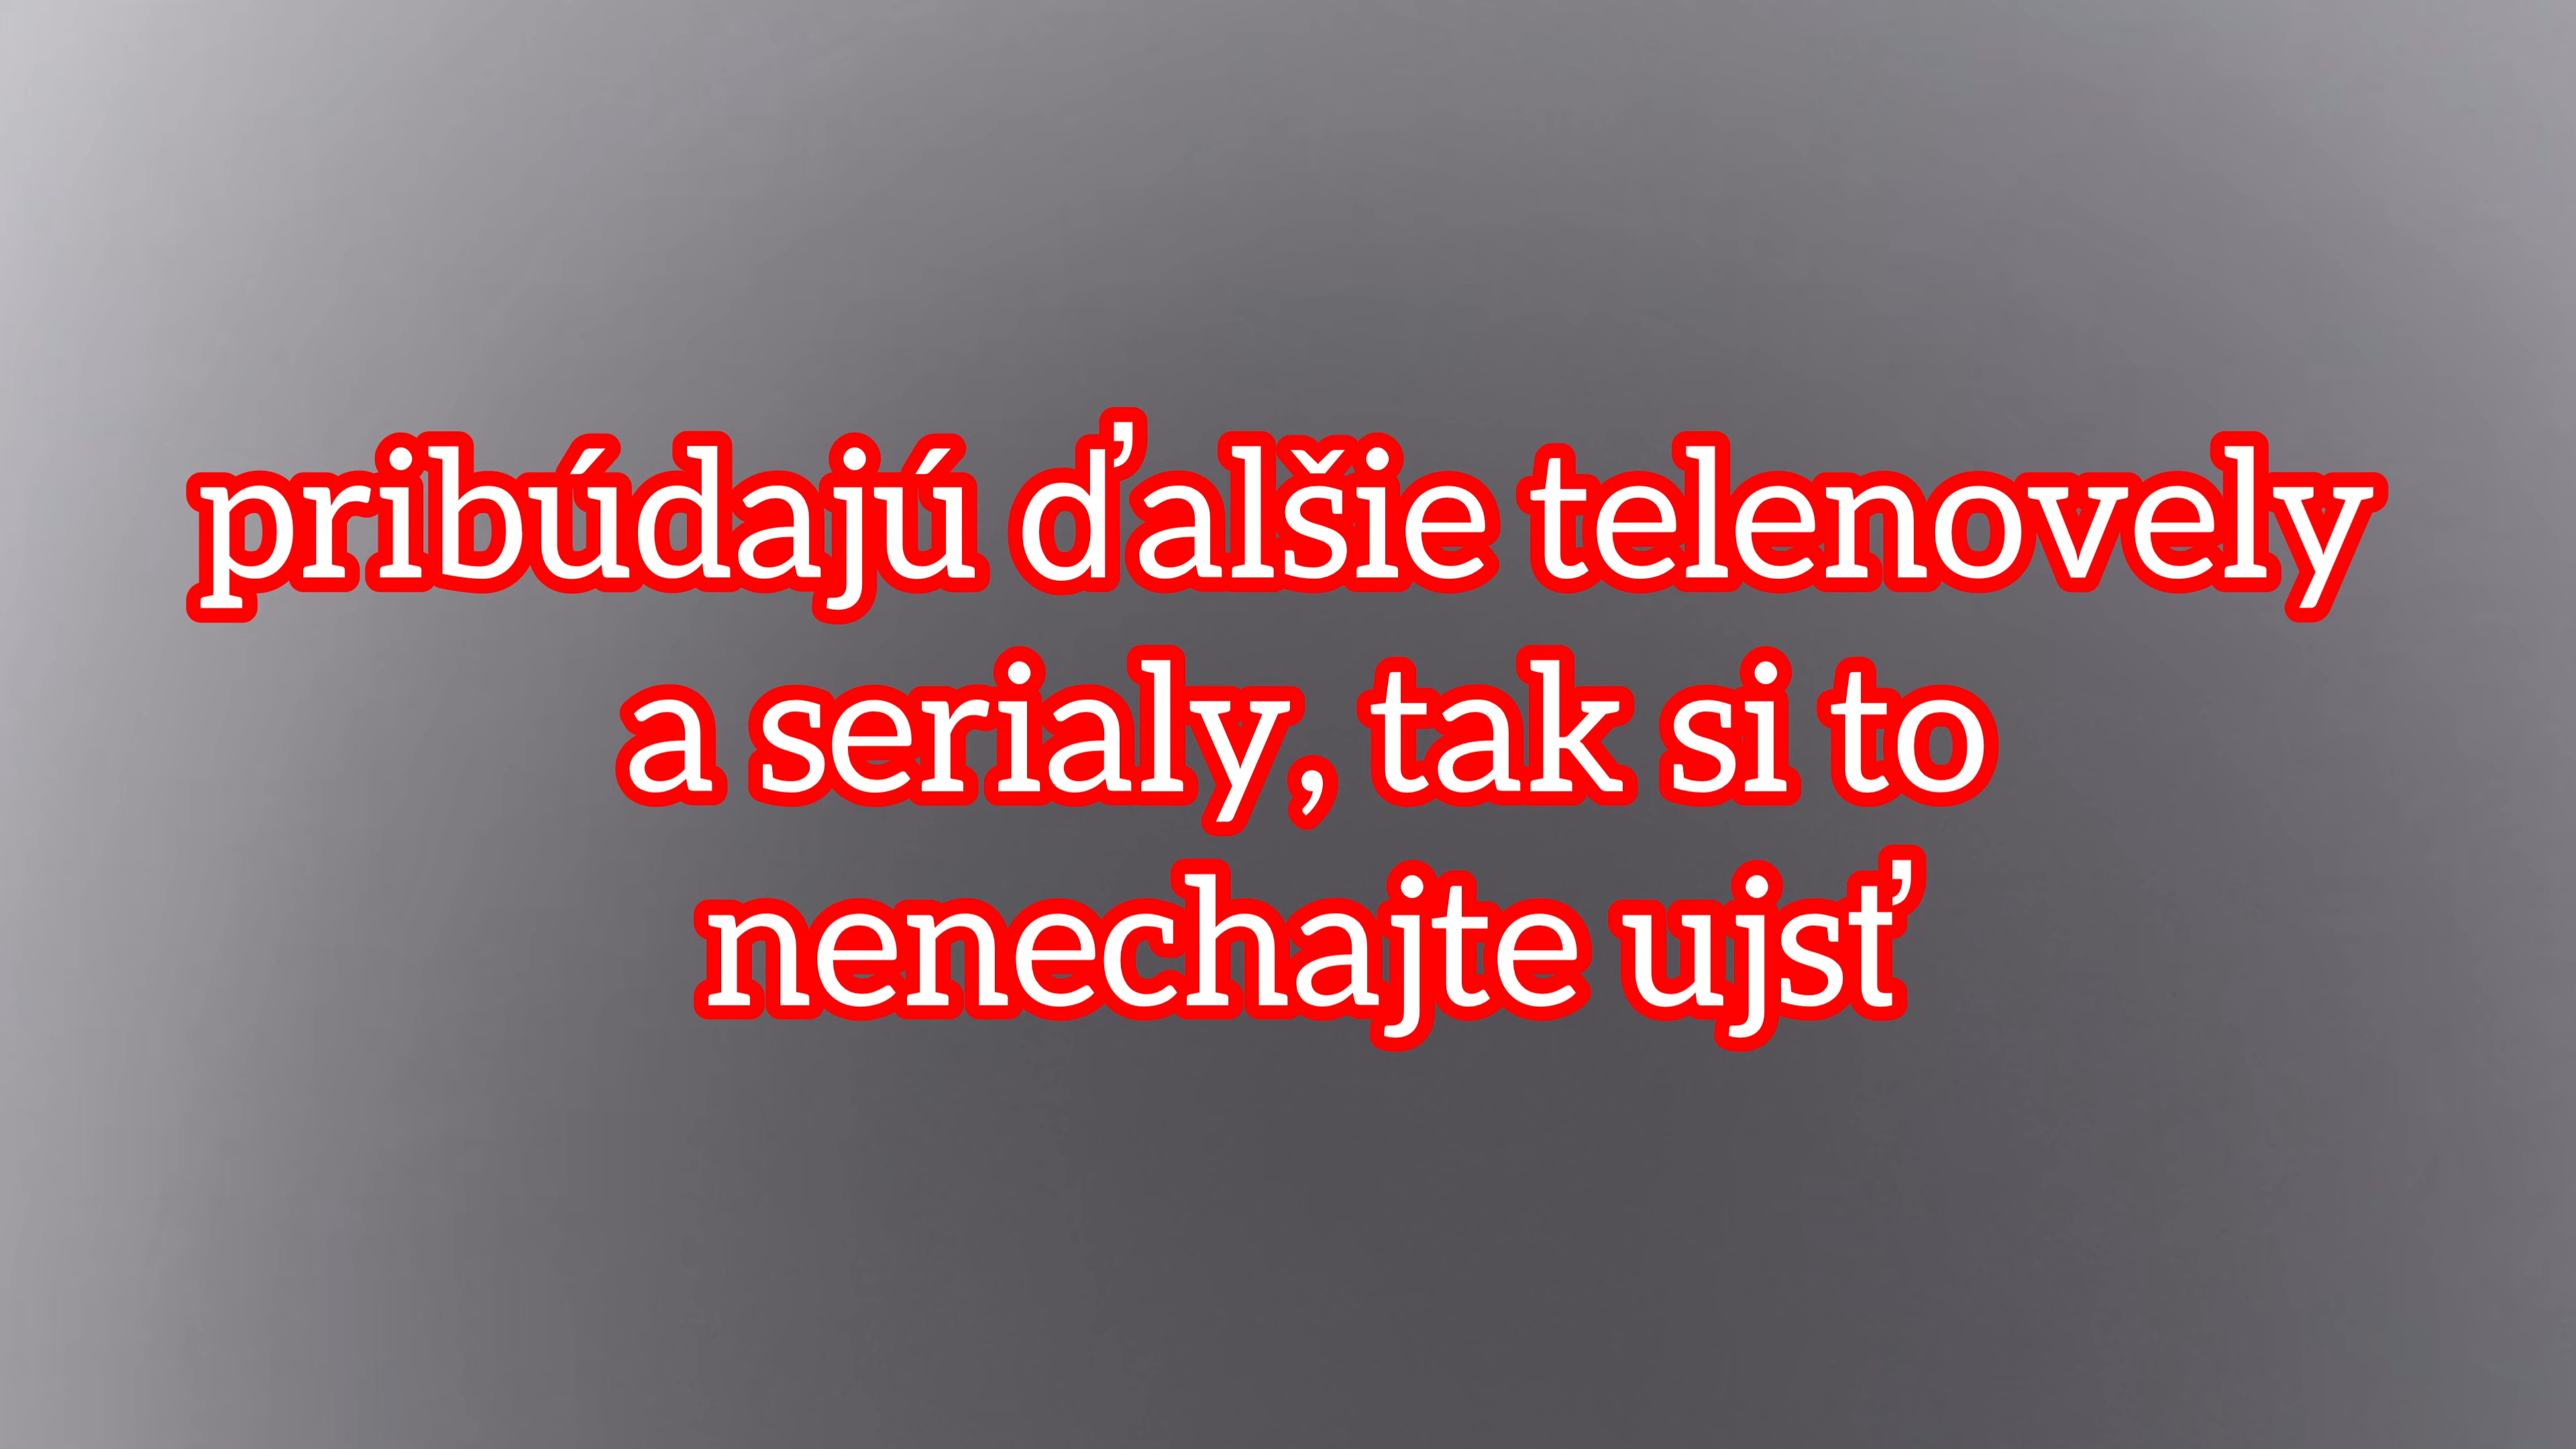 pribúdajú ďalšie telenovely
a serialy, tak si to
nenechajte ujsť